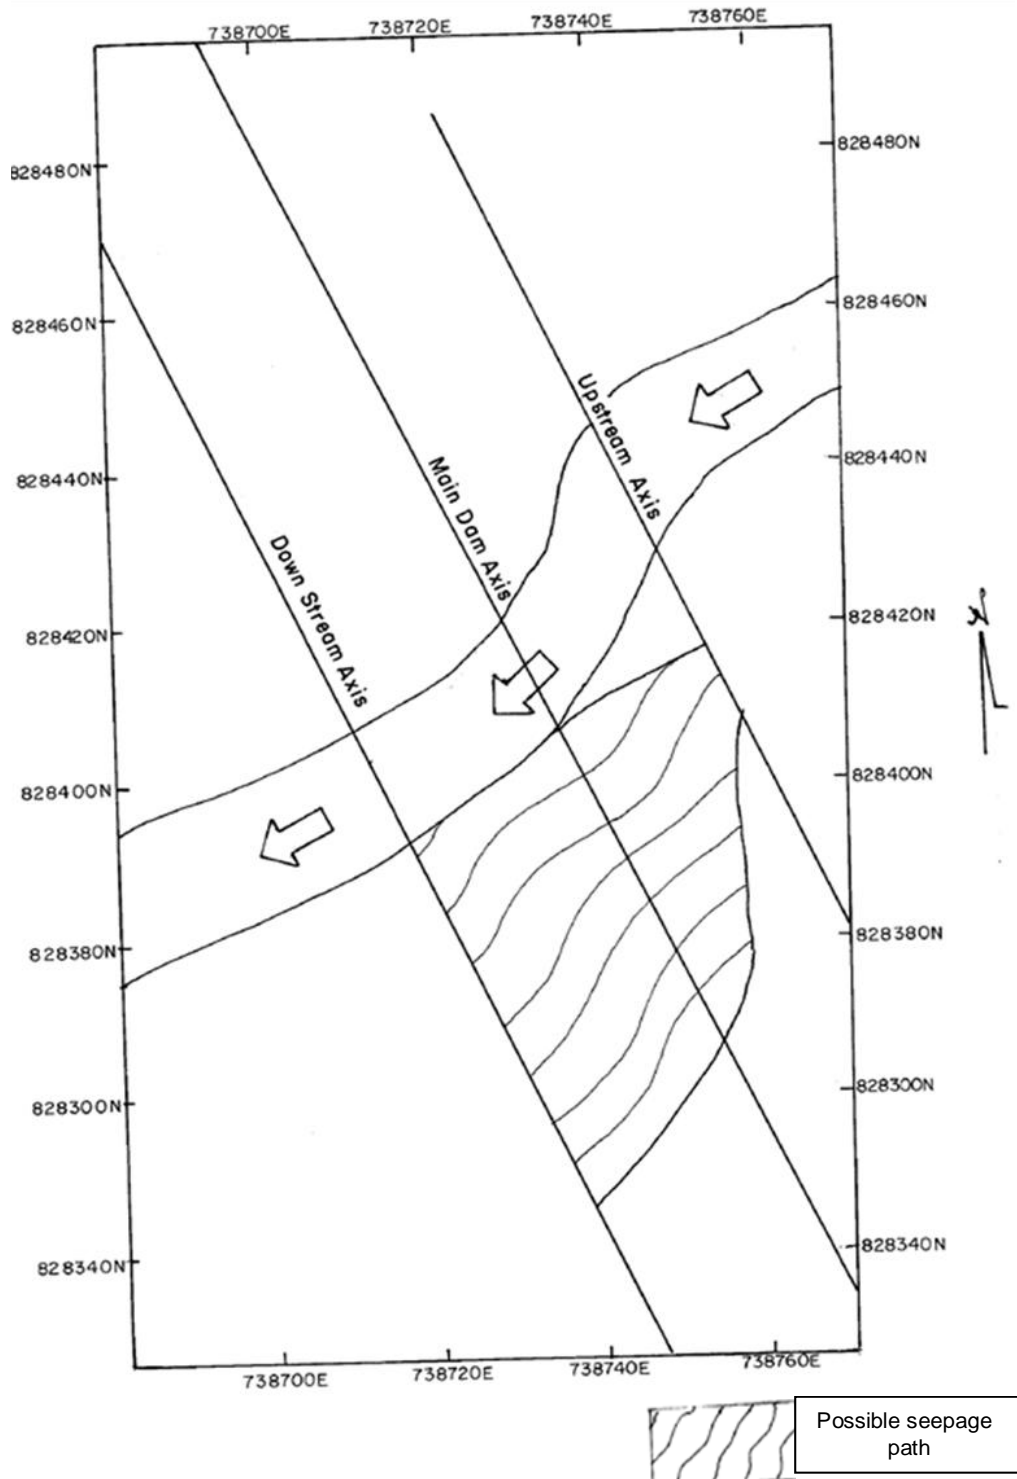 738700E 738720E 738740E 738760E
828480N 828480N
828460N 828460N
Upstream Axis
828440N 828440N
Main Dam Axis
Down Stream Axis
828420N 828420N
828400N 828400N
828380N 828380N
828300N 828300N
828340N 828340N
738700E 738720E 738740E 738760E
Possible seepage
path